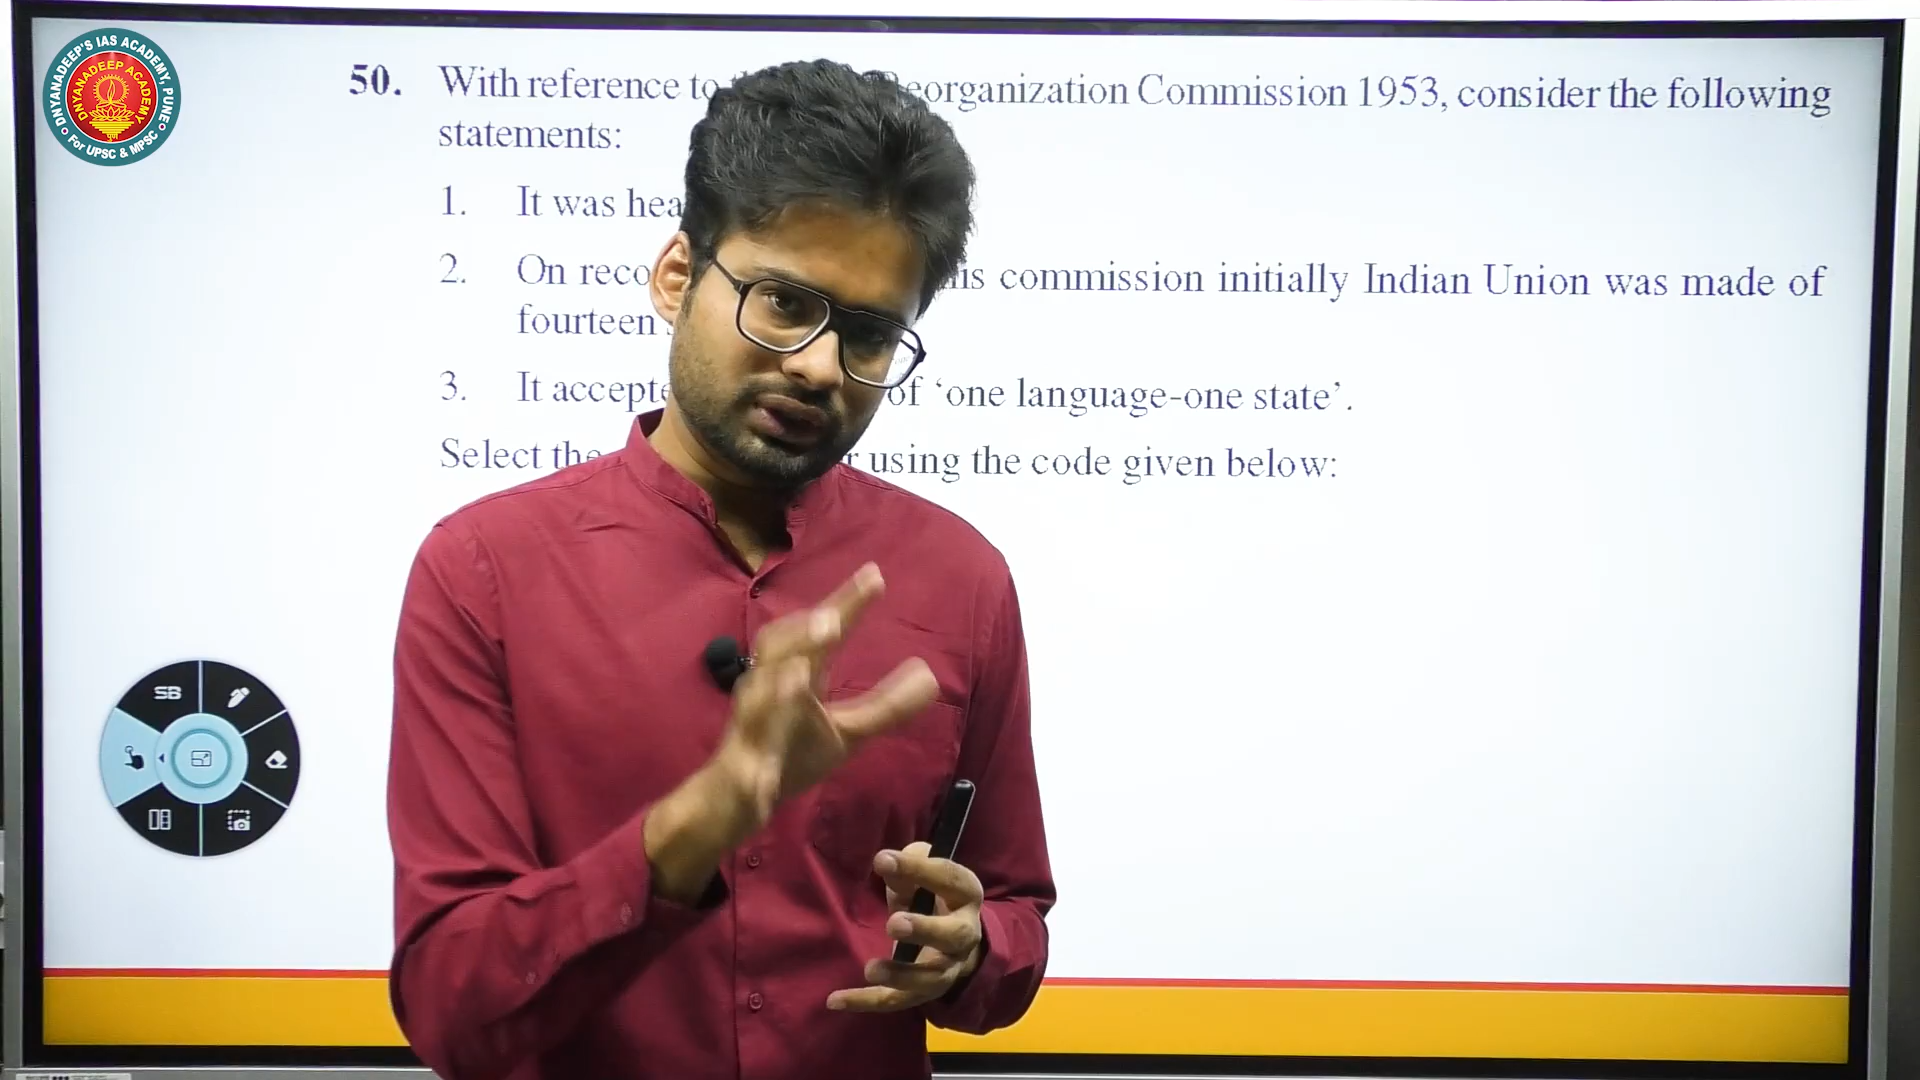 DNYANADEEP'S IAS ACADEMY, PUNE
DNYANADEEP ACADEMY
पुणे
For UPSC & MPSC
50. With reference to eorganization Commission 1953, consider the following
statements:
1. It was hea
2. On reco is commission initially Indian Union was made of
fourteen
3. It accepte of ‘one language-one state’.
Select the r using the code given below:
SB